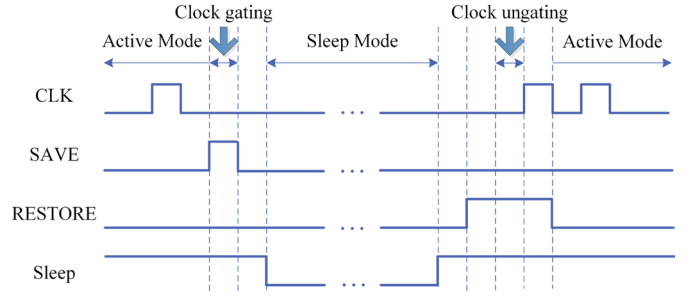 Clock gating
Clock ungating
Active Mode
Sleep Mode
Active Mode
CLK
...
SAVE
...
RESTORE
...
Sleep
...